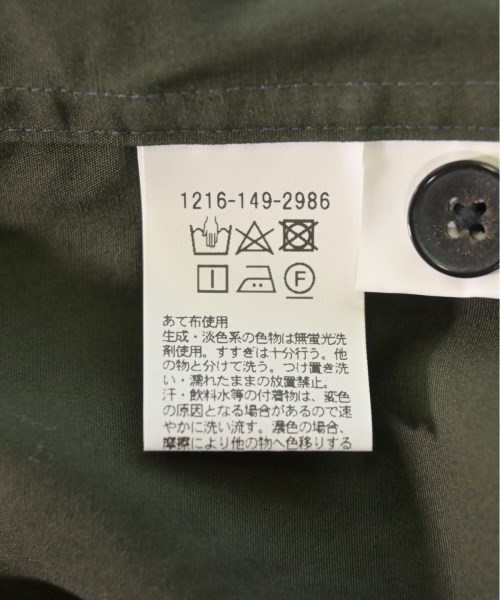 1216-149-2986
F
あて布使用
生成・淡色系の色物は無蛍光洗
剤使用。すすぎは十分行う。他
の物と分けて洗う。つけ置き洗
い・濡れたままの放置禁止。
汗・飲料水等の付着物は、変色
の原因となる場合があるので速
やかに洗い流す。濃色の場合、
摩擦により他の物へ色移りする